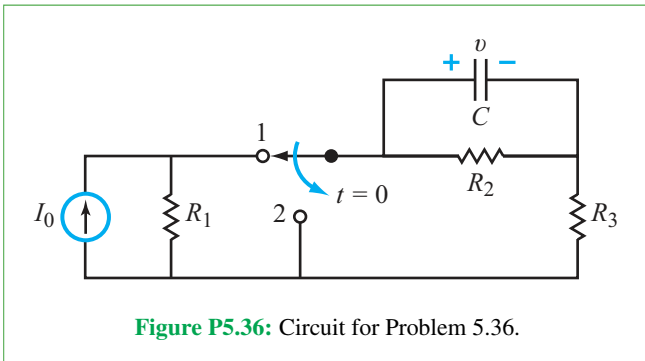 υ
+ −
C
1
R2
t = 0
I0
R1
2
R3
Figure P5.36: Circuit for Problem 5.36.